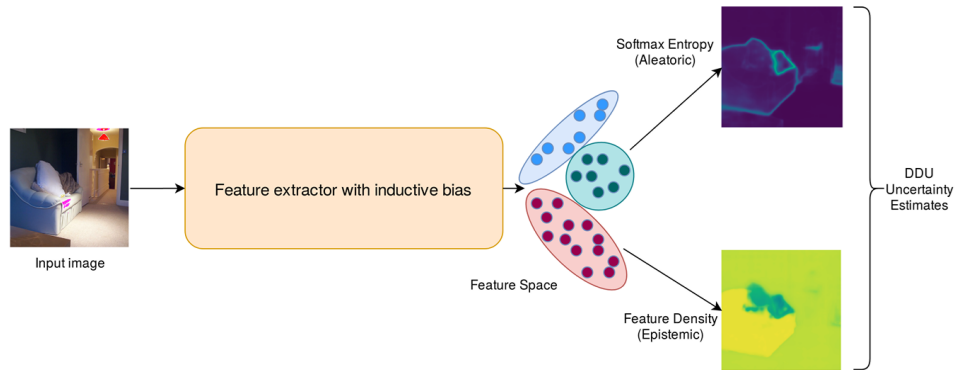 Softmax Entropy
(Aleatoric)
Feature extractor with inductive bias
DDU
Uncertainty
Estimates
Input image
Feature Space
Feature Density
(Epistemic)